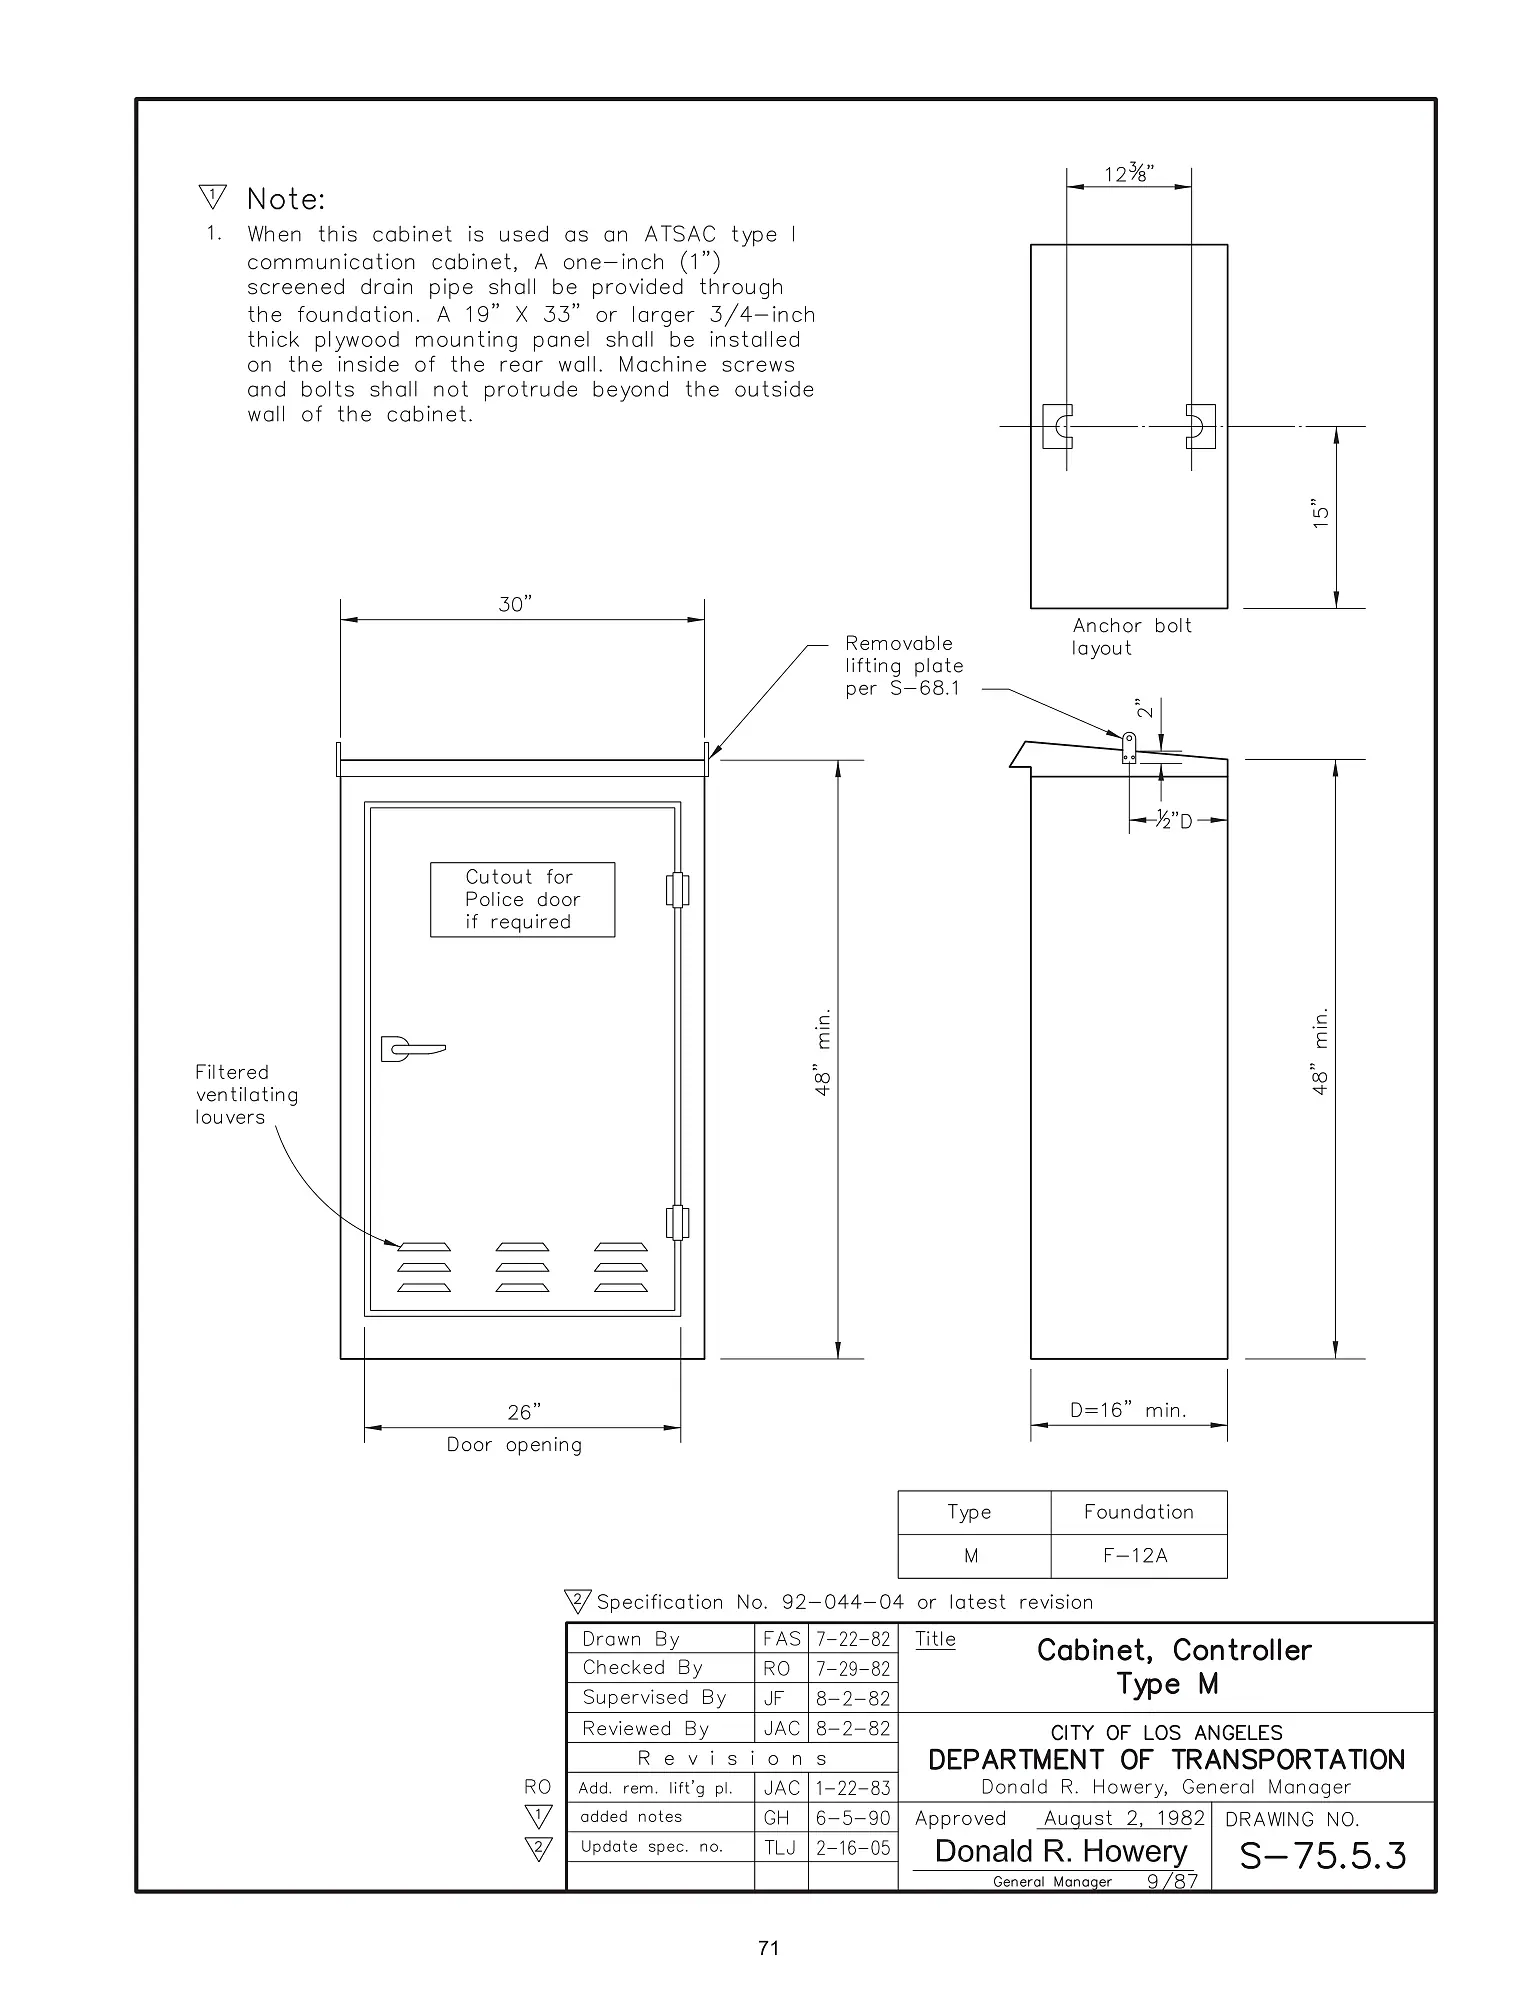 1 Note:
1. When this cabinet is used as an ATSAC type I
communication cabinet, A one-inch (1")
screened drain pipe shall be provided through
the foundation. A 19" X 33" or larger 3/4-inch
thick plywood mounting panel shall be installed
on the inside of the rear wall. Machine screws
and bolts shall not protrude beyond the outside
wall of the cabinet.
12⅜"
15"
Anchor bolt
layout
30"
Removable
lifting plate
per S-68.1
2"
½"D
Cutout for
Police door
if required
48" min.
48" min.
Filtered
ventilating
louvers
26"
Door opening
D=16" min.
Type Foundation
M F-12A
2 Specification No. 92-044-04 or latest revision
Drawn By FAS 7-22-82
Checked By RO 7-29-82
Supervised By JF 8-2-82
Reviewed By JAC 8-2-82
Revisions
RO Add. rem. lift'g pl. JAC 1-22-83
1 added notes GH 6-5-90
2 Update spec. no. TLJ 2-16-05
Title
Cabinet, Controller
Type M
CITY OF LOS ANGELES
DEPARTMENT OF TRANSPORTATION
Donald R. Howery, General Manager
Approved August 2, 1982
Donald R. Howery
General Manager 9/87
DRAWING NO.
S-75.5.3
71